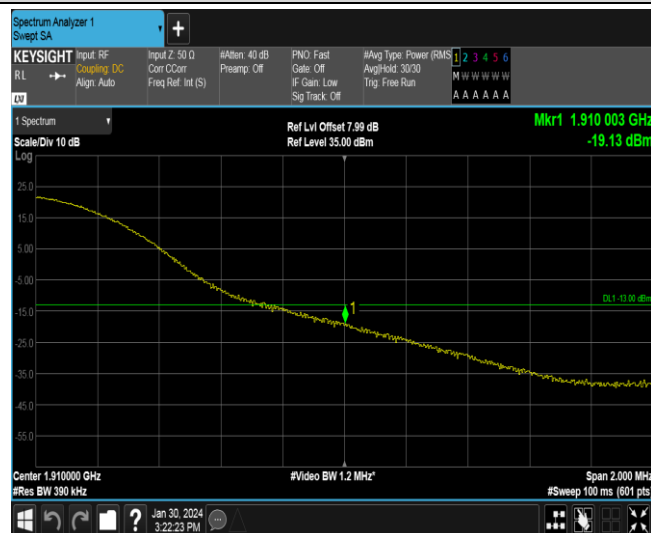 Spectrum Analyzer 1
Swept SA
+
KEYSIGHT Input: RF Input Z: 50 Ω #Atten: 40 dB PNO: Fast #Avg Type: Power (RMS 1 2 3 4 5 6
RL Coupling: DC Corr CCorr Preamp: Off Gate: Off Avg|Hold: 30/30 M W W W W W
Align: Auto Freq Ref: Int (S) IF Gain: Low Trig: Free Run
Sig Track: Off A A A A A A
LXI
1 Spectrum Ref Lvl Offset 7.99 dB Mkr1 1.910 003 GHz
Scale/Div 10 dB Ref Level 35.00 dBm -19.13 dBm
Log
25.0
15.0
5.00
-5.00
DL1 -13.00 dBm
1
-15.0
-25.0
-35.0
-45.0
-55.0
Center 1.910000 GHz #Video BW 1.2 MHz* Span 2.000 MHz
#Res BW 390 kHz #Sweep 100 ms (601 pts)
? Jan 30, 2024
3:22:23 PM